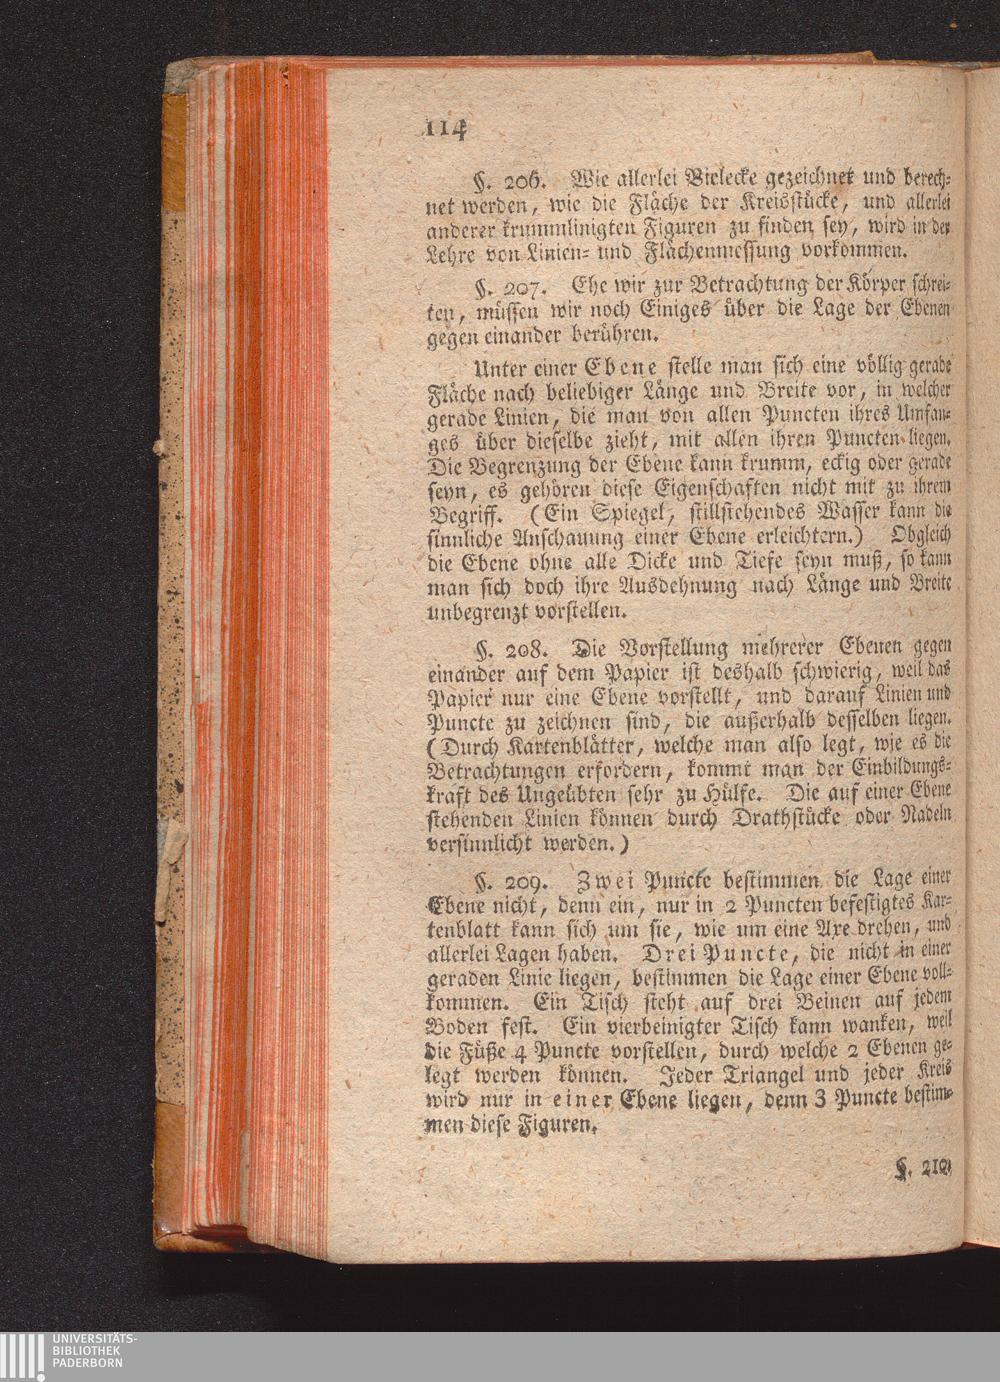 114
§. 206. Wie allerlei Vielecke gezeichnet und berech-
net werden, wie die Fläche der Kreisstücke, und allerlei
anderer krummlinigten Figuren zu finden sey, wird in der
Lehre von Linien- und Flächenmessung vorkommen.
§. 207. Ehe wir zur Betrachtung der Körper schrei-
ten, müssen wir noch Einiges über die Lage der Ebenen
gegen einander berühren.
Unter einer Ebene stelle man sich eine völlig gerade
Fläche nach beliebiger Länge und Breite vor, in welcher
gerade Linien, die man von allen Puncten ihres Umfan-
ges über dieselbe zieht, mit allen ihren Puncten liegen.
Die Begrenzung der Ebene kann krumm, eckig oder gerade
seyn, es gehören diese Eigenschaften nicht mit zu ihrem
Begriff. (Ein Spiegel, stillstehendes Wasser kann die
sinnliche Anschauung einer Ebene erleichtern.) Obgleich
die Ebene ohne alle Dicke und Tiefe seyn muß, so kann
man sich doch ihre Ausdehnung nach Länge und Breite
unbegrenzt vorstellen.
§. 208. Die Vorstellung mehrerer Ebenen gegen
einander auf dem Papier ist deshalb schwierig, weil das
Papier nur eine Ebene vorstellt, und darauf Linien und
Puncte zu zeichnen sind, die außerhalb desselben liegen.
(Durch Kartenblätter, welche man also legt, wie es die
Betrachtungen erfordern, kommt man der Einbildungs-
kraft des Ungeübten sehr zu Hülfe. Die auf einer Ebene
stehenden Linien können durch Drathstücke oder Nadeln
versinnlicht werden.)
§. 209. Zwei Puncte bestimmen die Lage einer
Ebene nicht, denn ein, nur in 2 Puncten befestigtes Kar-
tenblatt kann sich um sie, wie um eine Axe drehen, und
allerlei Lagen haben. Drei Puncte, die nicht in einer
geraden Linie liegen, bestimmen die Lage einer Ebene voll-
kommen. Ein Tisch steht auf drei Beinen auf jedem
Boden fest. Ein vierbeinigter Tisch kann wanken, weil
die Füße 4 Puncte vorstellen, durch welche 2 Ebenen ge-
legt werden können. Jeder Triangel und jeder Kreis
wird nur in einer Ebene liegen, denn 3 Puncte bestim-
men diese Figuren.
§. 210.
UNIVERSITÄTS-
BIBLIOTHEK
PADERBORN